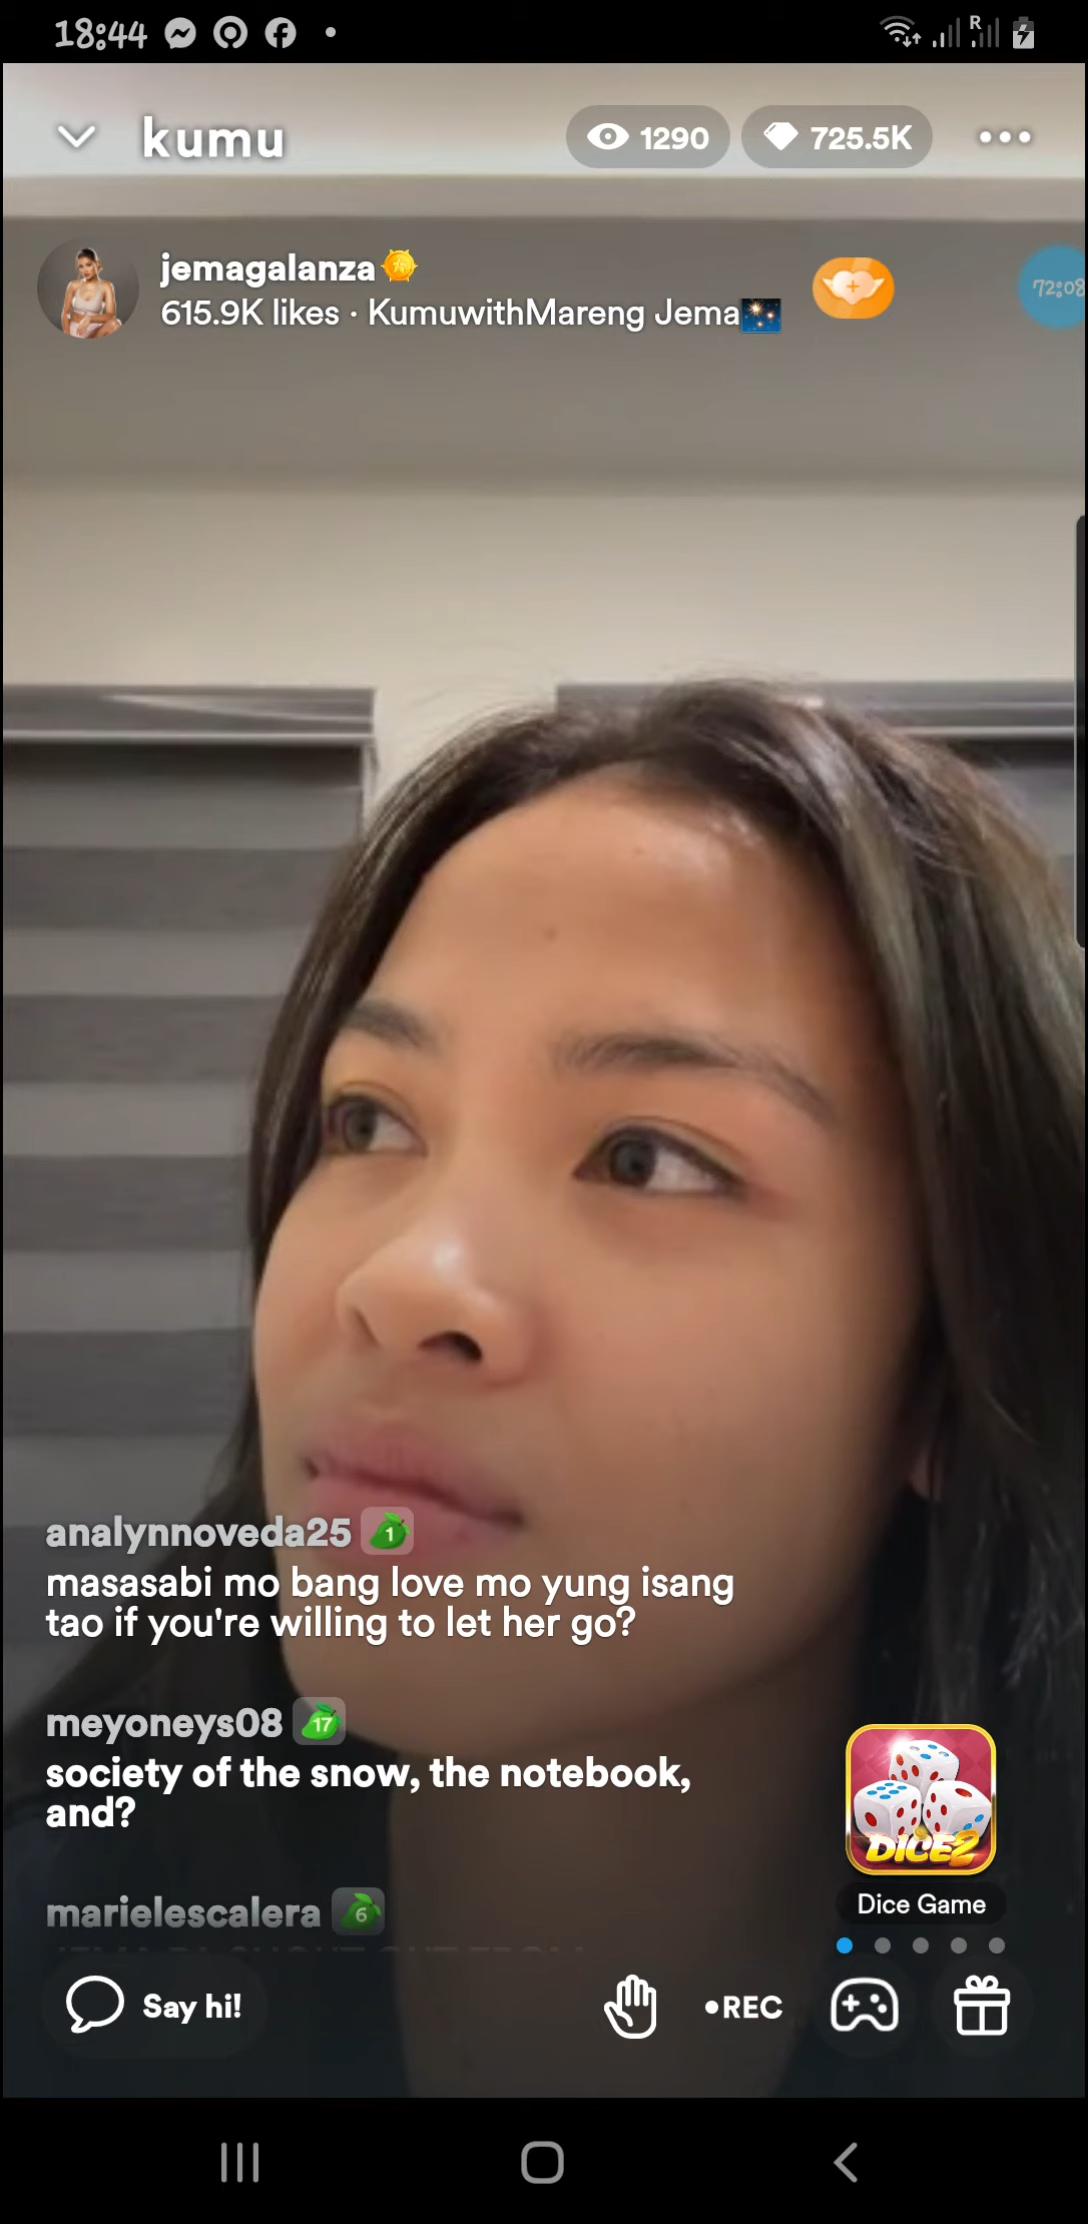 18:44
R
kumu
1290
725.5K
jemagalanza
615.9K likes · KumuwithMareng Jema
72:08
analynnoveda25 1
masasabi mo bang love mo yung isang
tao if you're willing to let her go?
meyoneys08 17
society of the snow, the notebook,
and?
marielescalera 6
DICE2
Dice Game
Say hi!
•REC